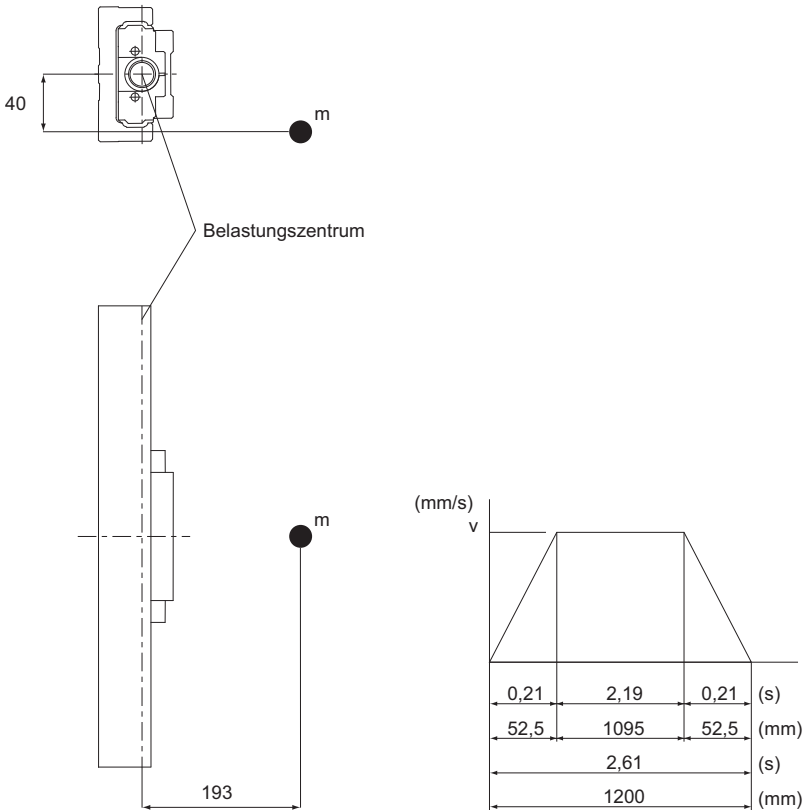 40
m
Belastungszentrum
m
193
(mm/s)
v
0,21 2,19 0,21 (s)
52,5 1095 52,5 (mm)
2,61 (s)
1200 (mm)